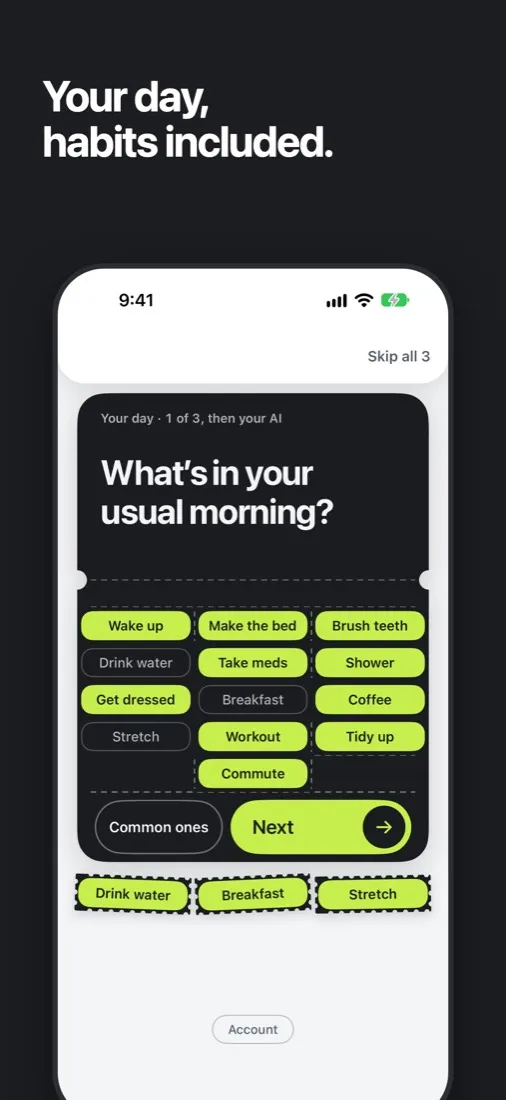 Your day,
habits included.
9:41
Skip all 3
Your day · 1 of 3, then your AI
What's in your
usual morning?
Wake up
Make the bed
Brush teeth
Drink water
Take meds
Shower
Get dressed
Breakfast
Coffee
Stretch
Workout
Tidy up
Commute
Common ones
Next
Drink water
Breakfast
Stretch
Account